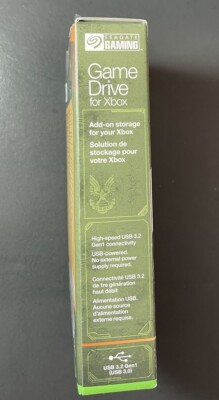 SEAGATE
GAMING
Game
Drive
for Xbox
Add-on storage
for your Xbox
Solution de
stockage pour
votre Xbox
High-speed USB 3.2
Gen1 connectivity
USB-powered.
No external power
supply required.
Connectivité USB 3.2
de 1re génération
haut débit
Alimentation USB.
Aucune source
d'alimentation
externe requise.
USB 3.2 Gen1
(USB 3.0)